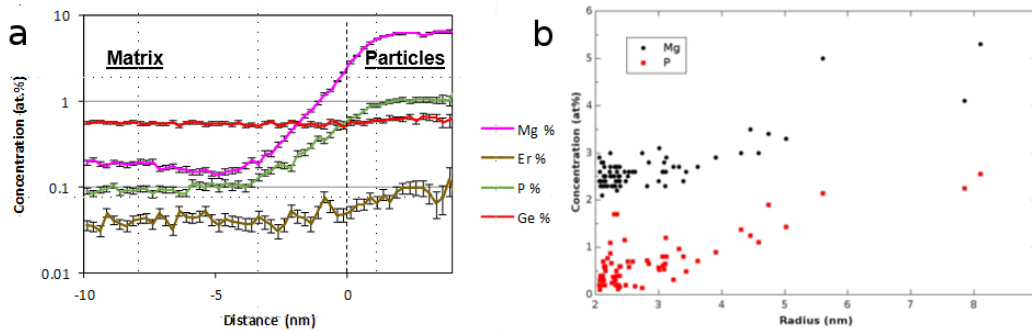 a
Matrix
Particles
10
1
0.1
0.01
-10
-5
0
Concentration (at.%)
Distance (nm)
Mg %
Er %
P %
Ge %
b
Mg
P
6
5
4
3
2
1
0
2
3
4
5
6
7
8
9
Concentration (at%)
Radius (nm)